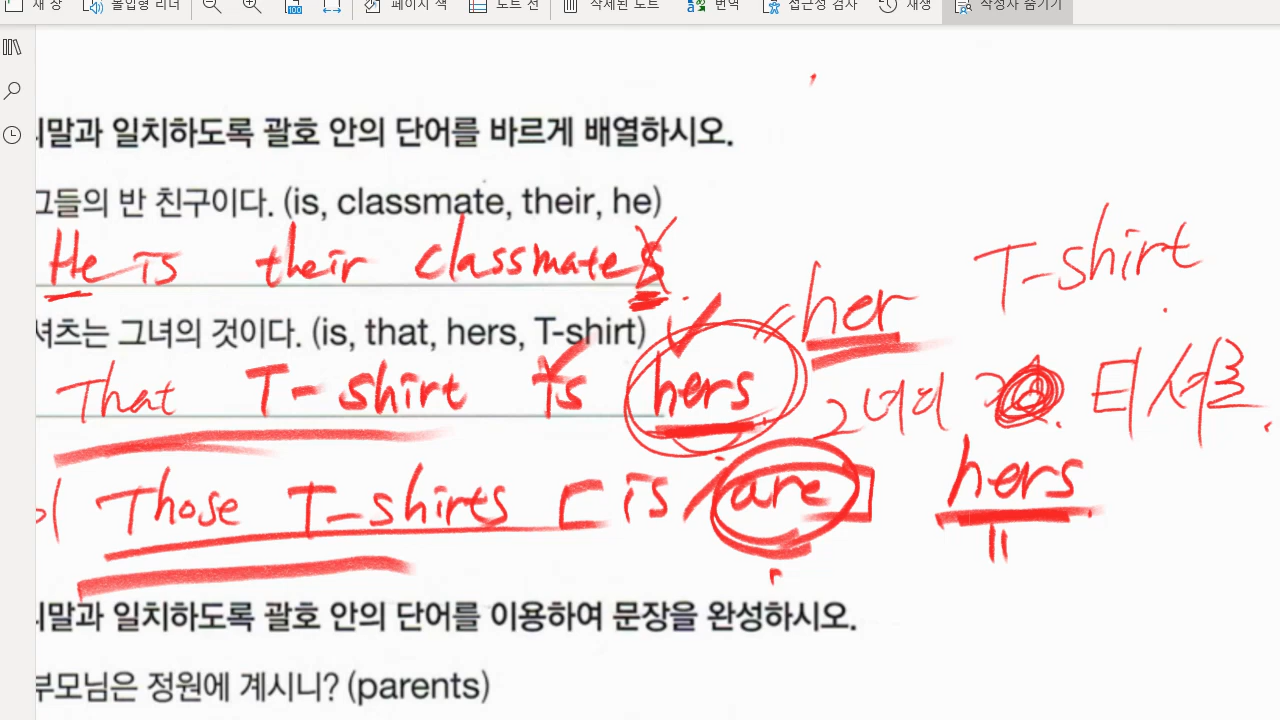 새 창 몰입형 리더 페이지 색 노트 전 삭제된 노트 번역 접근성 검사 재생 작성자 숨기기
리말과 일치하도록 괄호 안의 단어를 바르게 배열하시오.
그들의 반 친구이다. (is, classmate, their, he)
He is their classmates
T-shirt
셔츠는 그녀의 것이다. (is, that, hers, T-shirt)
her
That T-shirt is hers
그녀의 티셔츠
Those T-shirts [ is / are ] hers
리말과 일치하도록 괄호 안의 단어를 이용하여 문장을 완성하시오.
부모님은 정원에 계시니? (parents)